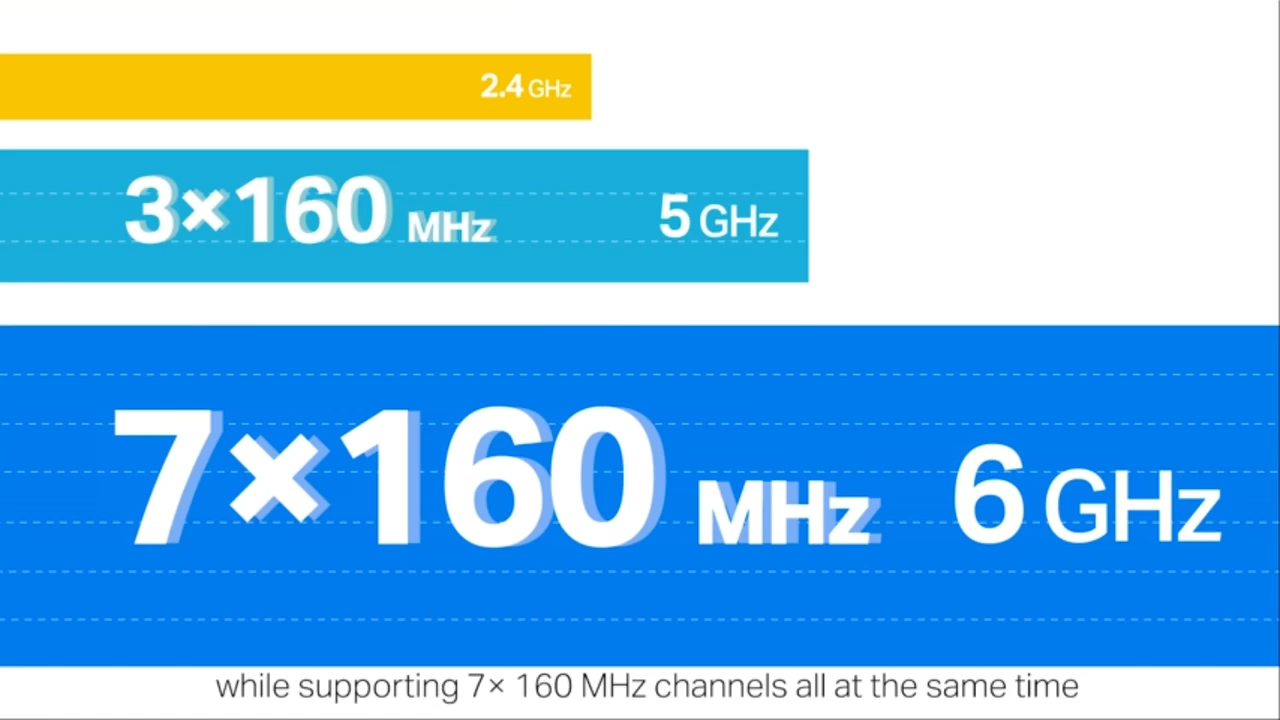 2.4 GHz
3×160 MHz 5 GHz
7×160 MHz 6 GHz
while supporting 7× 160 MHz channels all at the same time